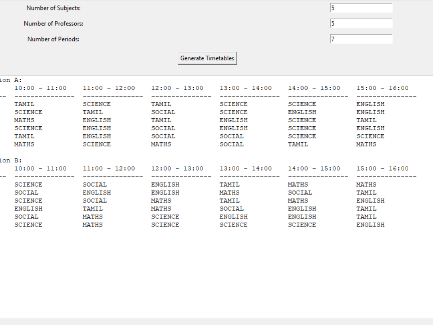 Number of Subjects: 5
Number of Professors: 5
Number of Periods: 7
Generate Timetables
ion A:
10:00 - 11:00 11:00 - 12:00 12:00 - 13:00 13:00 - 14:00 14:00 - 15:00 15:00 - 16:00
-- --------------- --------------- --------------- --------------- --------------- ---------------
TAMIL SCIENCE TAMIL SCIENCE SCIENCE ENGLISH
SCIENCE TAMIL SOCIAL SCIENCE ENGLISH ENGLISH
MATHS ENGLISH TAMIL ENGLISH SCIENCE TAMIL
SCIENCE ENGLISH SOCIAL ENGLISH SCIENCE ENGLISH
TAMIL ENGLISH SOCIAL SOCIAL SCIENCE SCIENCE
MATHS SCIENCE MATHS SOCIAL TAMIL MATHS
ion B:
10:00 - 11:00 11:00 - 12:00 12:00 - 13:00 13:00 - 14:00 14:00 - 15:00 15:00 - 16:00
-- --------------- --------------- --------------- --------------- --------------- ---------------
SCIENCE SOCIAL ENGLISH TAMIL MATHS MATHS
SOCIAL ENGLISH ENGLISH MATHS SOCIAL TAMIL
SCIENCE SOCIAL MATHS TAMIL MATHS ENGLISH
ENGLISH TAMIL MATHS SOCIAL ENGLISH TAMIL
SOCIAL MATHS SCIENCE ENGLISH ENGLISH TAMIL
SCIENCE MATHS SCIENCE SCIENCE SCIENCE ENGLISH